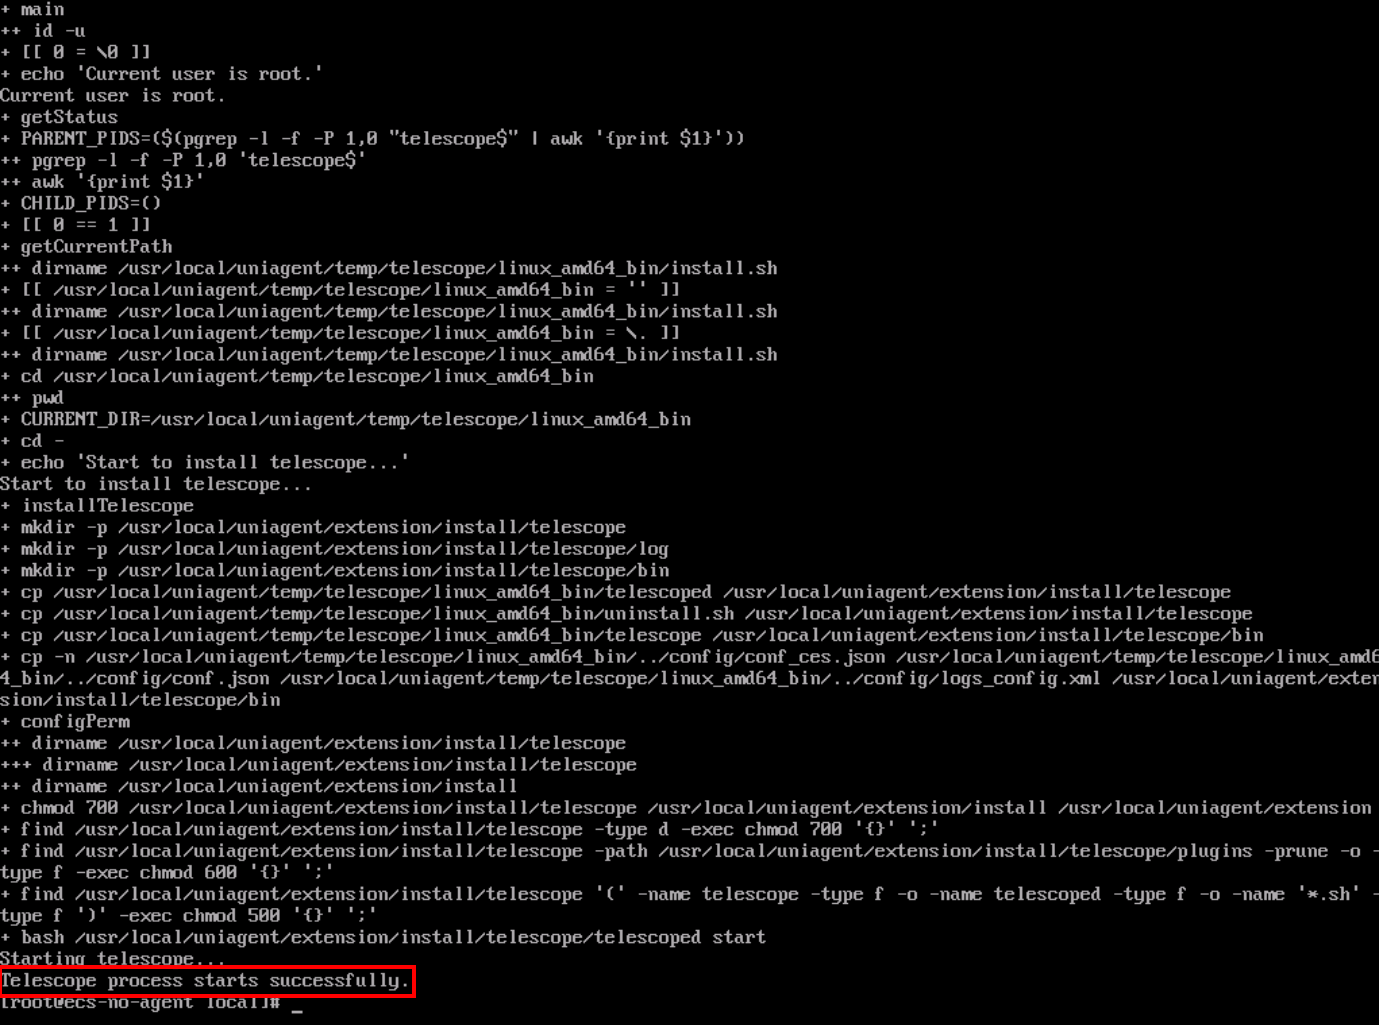 + main
++ id -u
+ [[ 0 = \0 ]]
+ echo 'Current user is root.'
Current user is root.
+ getStatus
+ PARENT_PIDS=($(pgrep -l -f -P 1,0 "telescope$" | awk '{print $1}'))
++ pgrep -l -f -P 1,0 'telescope$'
++ awk '{print $1}'
+ CHILD_PIDS=()
+ [[ 0 == 1 ]]
+ getCurrentPath
++ dirname /usr/local/uniagent/temp/telescope/linux_amd64_bin/install.sh
+ [[ /usr/local/uniagent/temp/telescope/linux_amd64_bin = '' ]]
++ dirname /usr/local/uniagent/temp/telescope/linux_amd64_bin/install.sh
+ [[ /usr/local/uniagent/temp/telescope/linux_amd64_bin = \. ]]
++ dirname /usr/local/uniagent/temp/telescope/linux_amd64_bin/install.sh
+ cd /usr/local/uniagent/temp/telescope/linux_amd64_bin
++ pwd
+ CURRENT_DIR=/usr/local/uniagent/temp/telescope/linux_amd64_bin
+ cd -
+ echo 'Start to install telescope...'
Start to install telescope...
+ installTelescope
+ mkdir -p /usr/local/uniagent/extension/install/telescope
+ mkdir -p /usr/local/uniagent/extension/install/telescope/log
+ mkdir -p /usr/local/uniagent/extension/install/telescope/bin
+ cp /usr/local/uniagent/temp/telescope/linux_amd64_bin/telescoped /usr/local/uniagent/extension/install/telescope
+ cp /usr/local/uniagent/temp/telescope/linux_amd64_bin/uninstall.sh /usr/local/uniagent/extension/install/telescope
+ cp /usr/local/uniagent/temp/telescope/linux_amd64_bin/telescope /usr/local/uniagent/extension/install/telescope/bin
+ cp -n /usr/local/uniagent/temp/telescope/linux_amd64_bin/../config/conf_ces.json /usr/local/uniagent/temp/telescope/linux_amd6
4_bin/../config/conf.json /usr/local/uniagent/temp/telescope/linux_amd64_bin/../config/logs_config.xml /usr/local/uniagent/exten
sion/install/telescope/bin
+ configPerm
++ dirname /usr/local/uniagent/extension/install/telescope
+++ dirname /usr/local/uniagent/extension/install/telescope
++ dirname /usr/local/uniagent/extension/install
+ chmod 700 /usr/local/uniagent/extension/install/telescope /usr/local/uniagent/extension/install /usr/local/uniagent/extension
+ find /usr/local/uniagent/extension/install/telescope -type d -exec chmod 700 '{}' ';'
+ find /usr/local/uniagent/extension/install/telescope -path /usr/local/uniagent/extension/install/telescope/plugins -prune -o -
type f -exec chmod 600 '{}' ';'
+ find /usr/local/uniagent/extension/install/telescope '(' -name telescope -type f -o -name telescoped -type f -o -name '*.sh' -
type f ')' -exec chmod 500 '{}' ';'
+ bash /usr/local/uniagent/extension/install/telescope/telescoped start
Starting telescope...
Telescope process starts successfully.
[root@ecs-no-agent local]# _